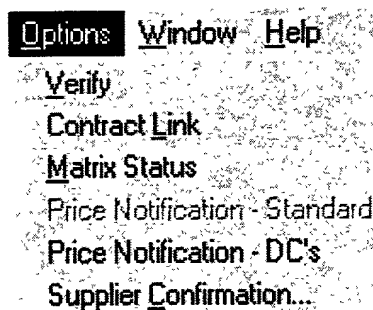 Options Window Help
Verify
Contract Link
Matrix Status
Price Notification - Standard
Price Notification - DC's
Supplier Confirmation...